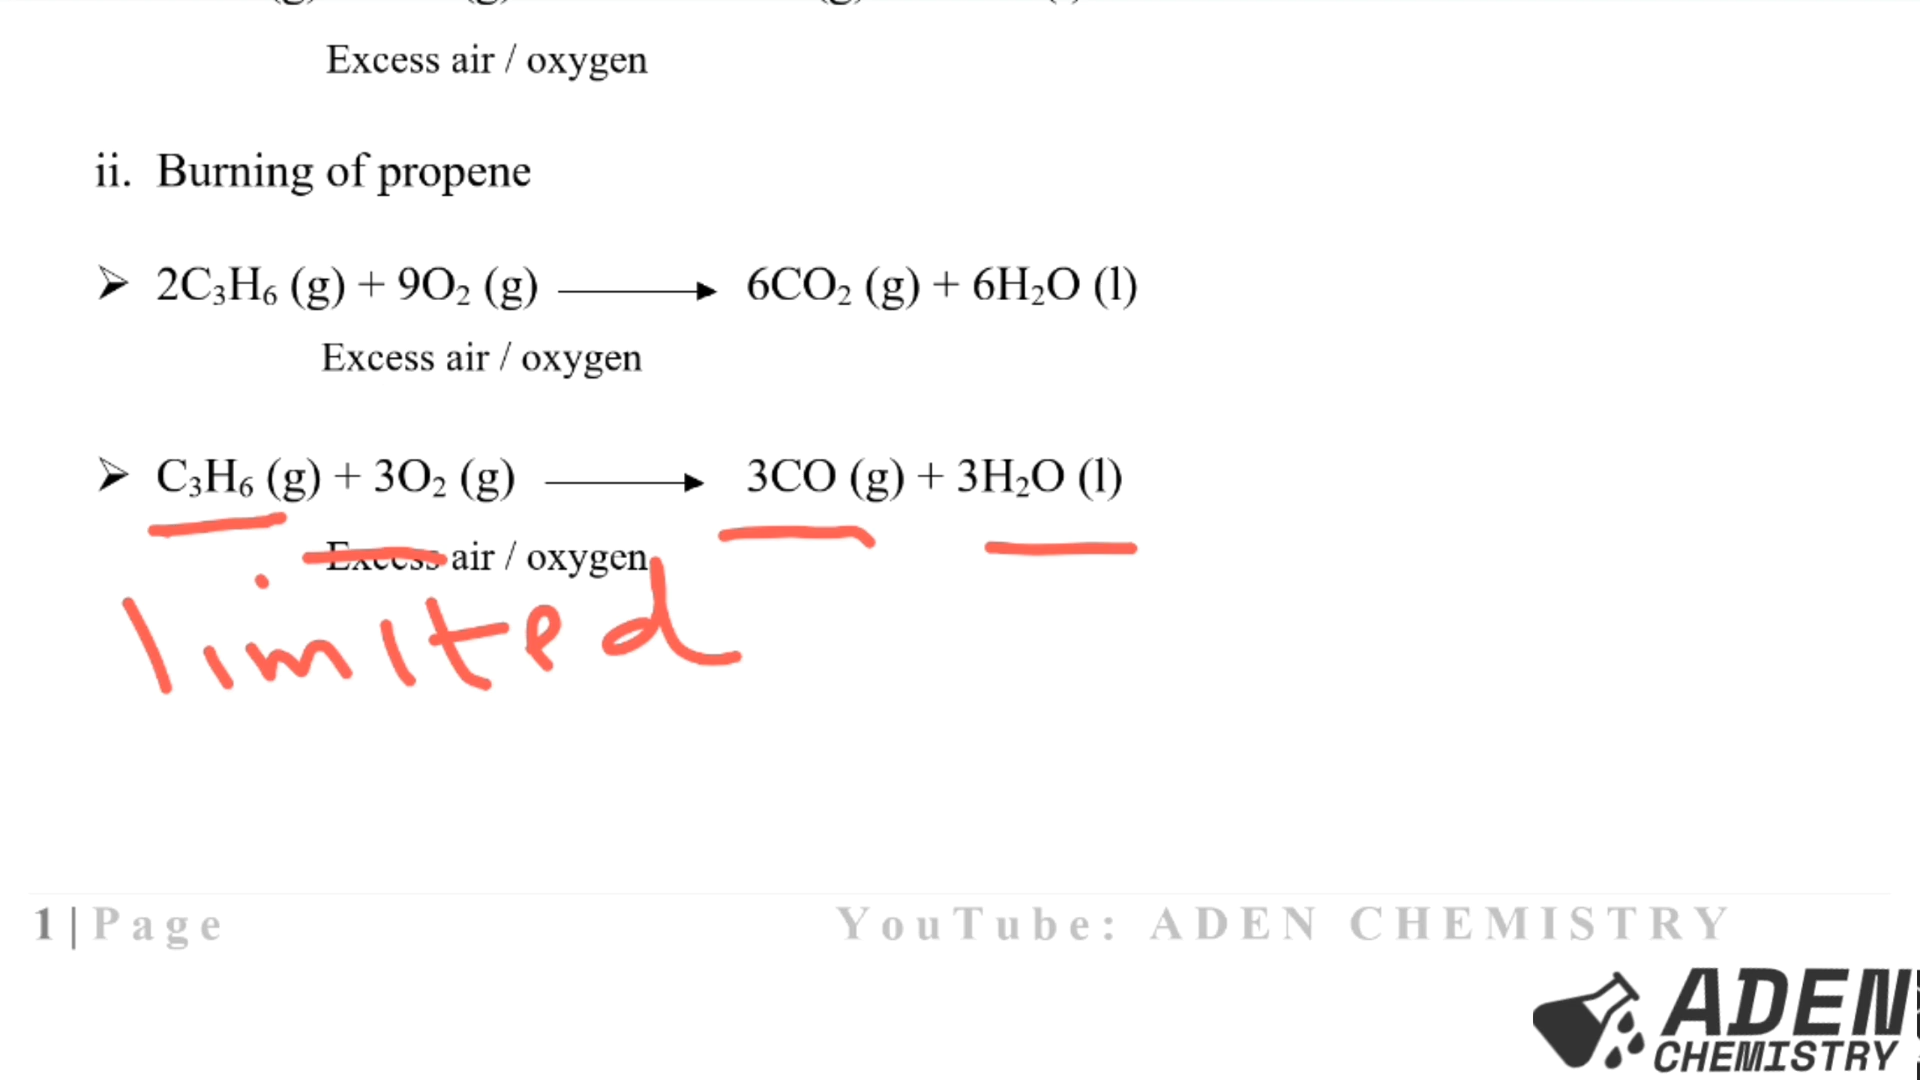 Excess air / oxygen
ii. Burning of propene
➢ 2C₃H₆ (g) + 9O₂ (g) ⟶ 6CO₂ (g) + 6H₂O (l)
Excess air / oxygen
➢ C₃H₆ (g) + 3O₂ (g) ⟶ 3CO (g) + 3H₂O (l)
Excess air / oxygen
limited
1 | Page YouTube: ADEN CHEMISTRY
ADEN
CHEMISTRY